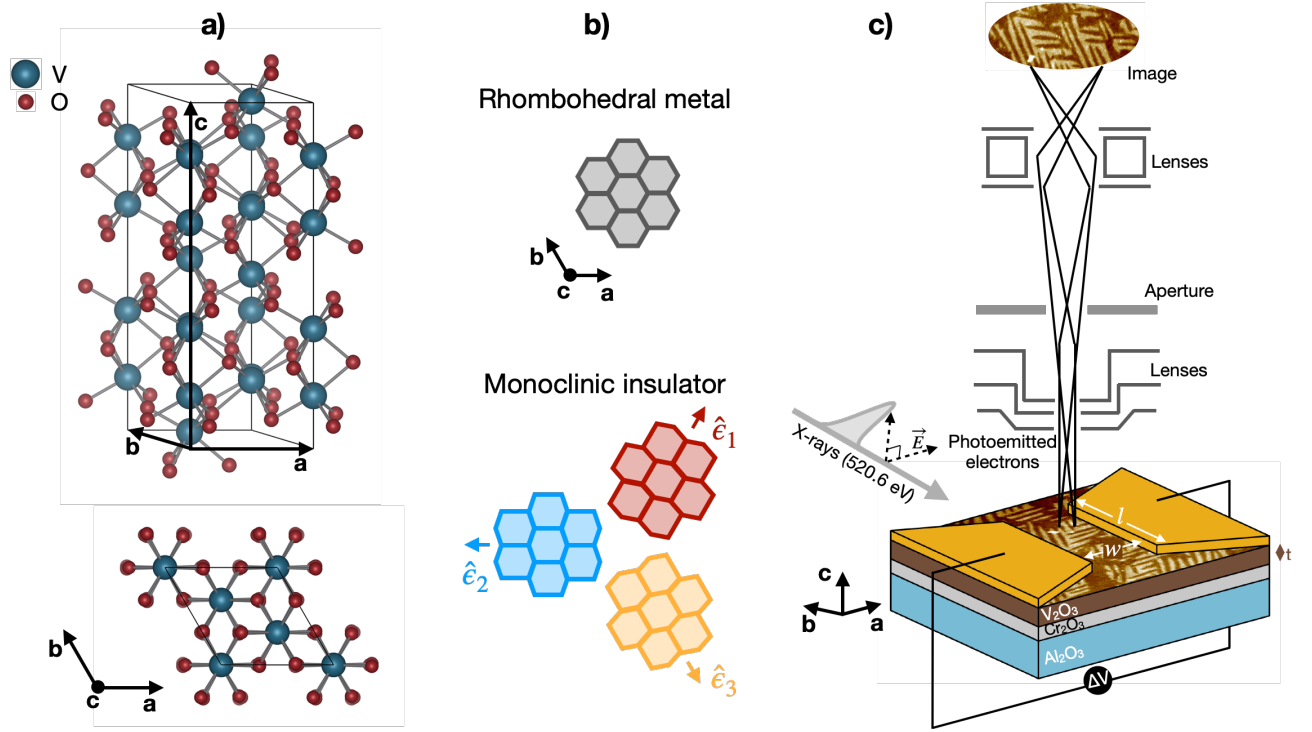 a)
V
O
c
b
a
b
c
a
b)
Rhombohedral metal
b
c
a
Monoclinic insulator
ε̂1
ε̂2
ε̂3
c)
Image
Lenses
Aperture
Lenses
X-rays (520.6 eV)
E⃗
Photoemitted
electrons
l
w
t
c
b
a
V₂O₃
Cr₂O₃
Al₂O₃
ΔV